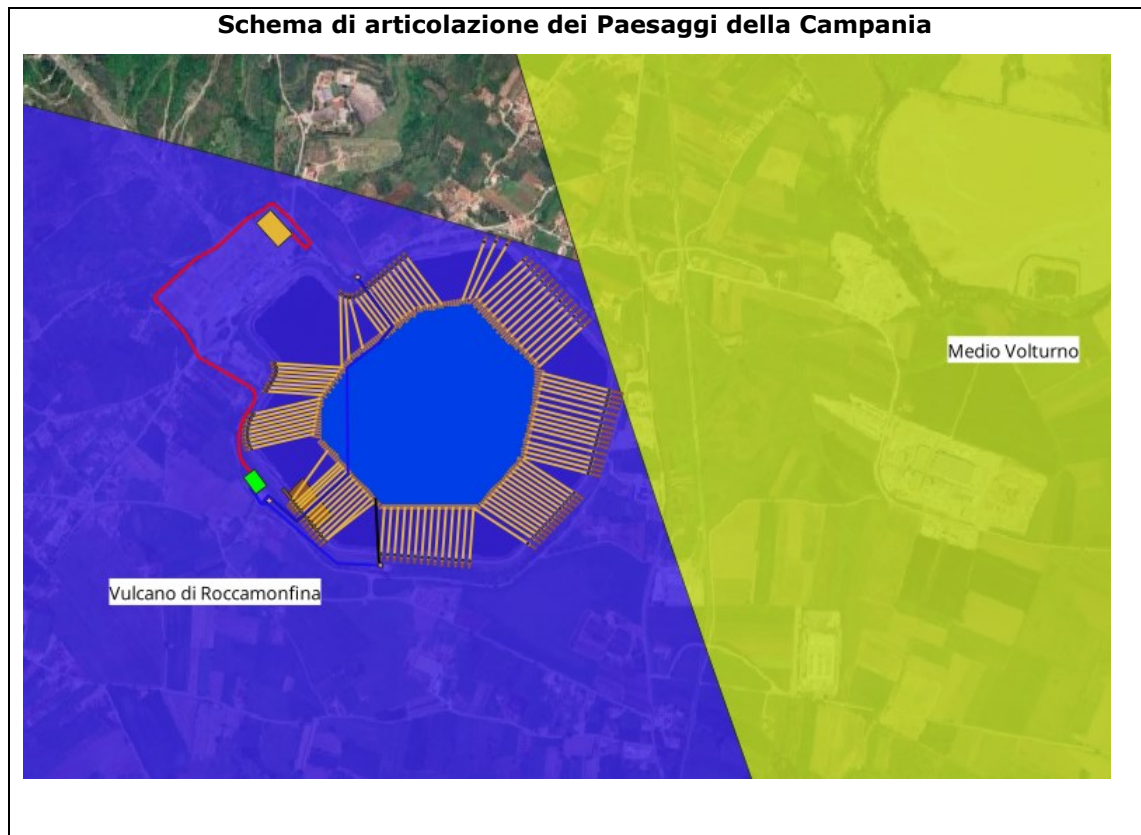 Schema di articolazione dei Paesaggi della Campania
Medio Volturno
Vulcano di Roccamonfina